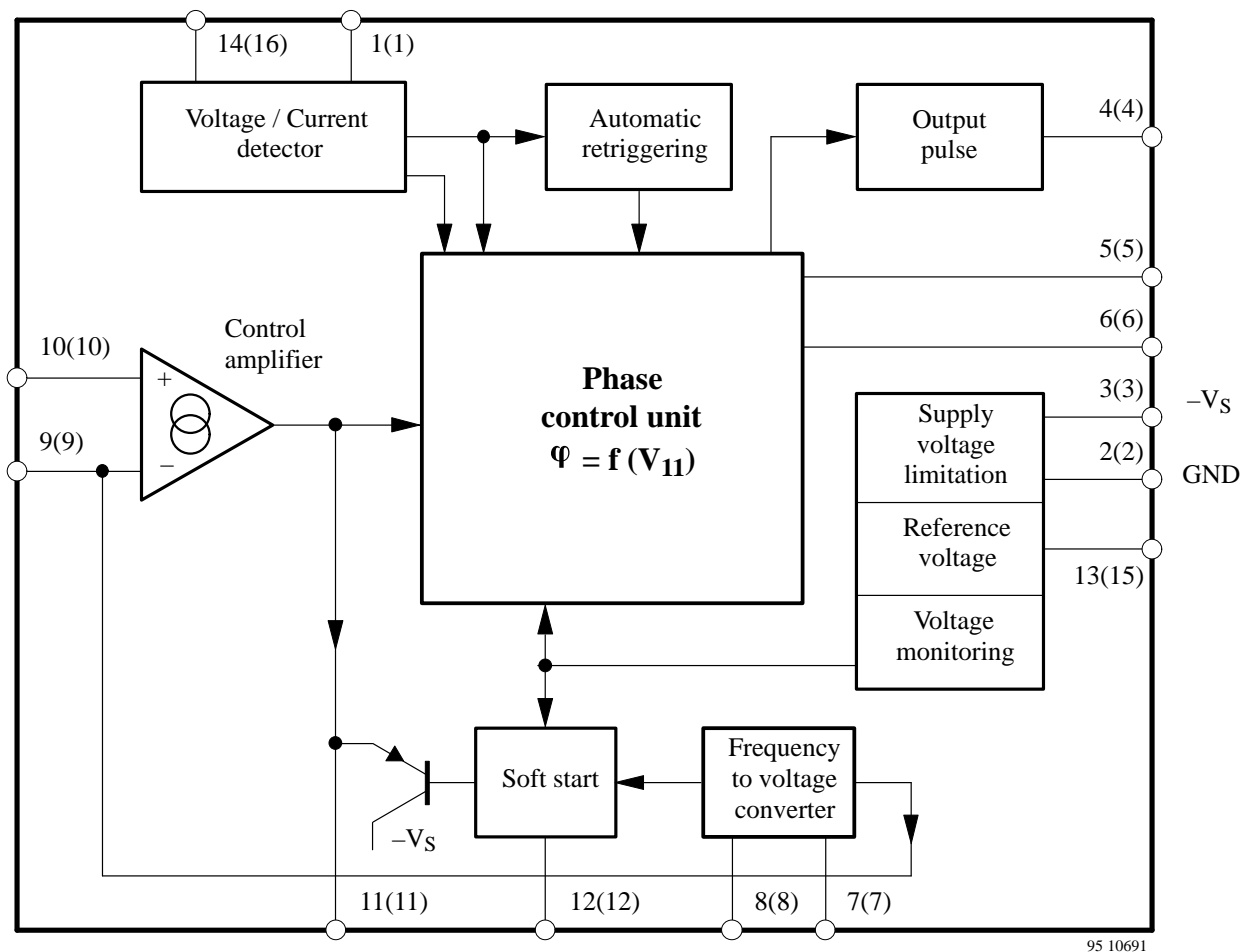 14(16)
1(1)
Voltage / Current
detector
Automatic
retriggering
Output
pulse
4(4)
5(5)
6(6)
Control
amplifier
10(10)
+
9(9)
−
Phase
control unit
φ = f (V11)
Supply
voltage
limitation
3(3)
–VS
2(2)
GND
Reference
voltage
13(15)
Voltage
monitoring
Soft start
Frequency
to voltage
converter
–VS
11(11)
12(12)
8(8)
7(7)
95 10691